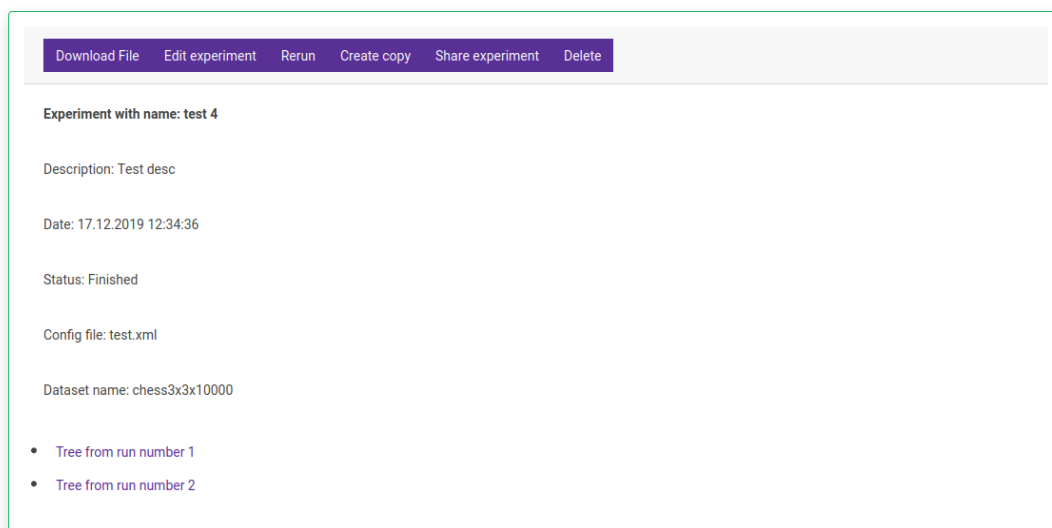 Download File Edit experiment Rerun Create copy Share experiment Delete
Experiment with name: test 4
Description: Test desc
Date: 17.12.2019 12:34:36
Status: Finished
Config file: test.xml
Dataset name: chess3x3x10000
Tree from run number 1
Tree from run number 2